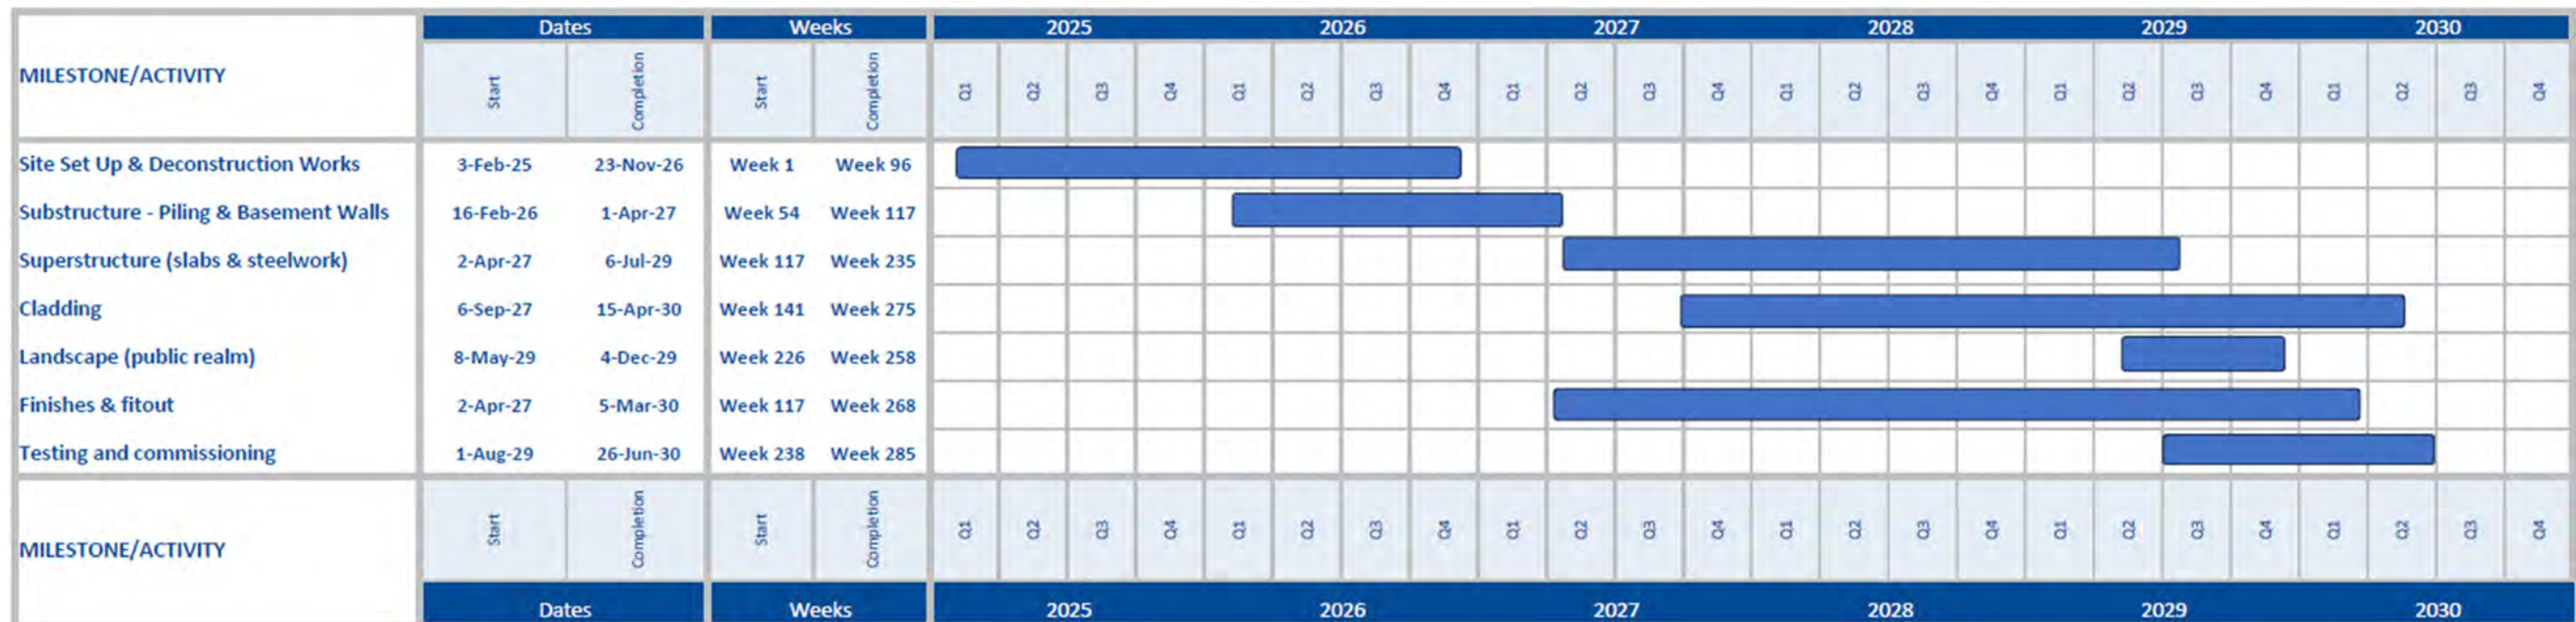 Dates Weeks 2025 2026 2027 2028 2029 2030
MILESTONE/ACTIVITY Start Completion Start Completion Q1 Q2 Q3 Q4 Q1 Q2 Q3 Q4 Q1 Q2 Q3 Q4 Q1 Q2 Q3 Q4 Q1 Q2 Q3 Q4 Q1 Q2 Q3 Q4
Site Set Up & Deconstruction Works 3-Feb-25 23-Nov-26 Week 1 Week 96
Substructure - Piling & Basement Walls 16-Feb-26 1-Apr-27 Week 54 Week 117
Superstructure (slabs & steelwork) 2-Apr-27 6-Jul-29 Week 117 Week 235
Cladding 6-Sep-27 15-Apr-30 Week 141 Week 275
Landscape (public realm) 8-May-29 4-Dec-29 Week 226 Week 258
Finishes & fitout 2-Apr-27 5-Mar-30 Week 117 Week 268
Testing and commissioning 1-Aug-29 26-Jun-30 Week 238 Week 285
MILESTONE/ACTIVITY Start Completion Start Completion Q1 Q2 Q3 Q4 Q1 Q2 Q3 Q4 Q1 Q2 Q3 Q4 Q1 Q2 Q3 Q4 Q1 Q2 Q3 Q4 Q1 Q2 Q3 Q4
Dates Weeks 2025 2026 2027 2028 2029 2030